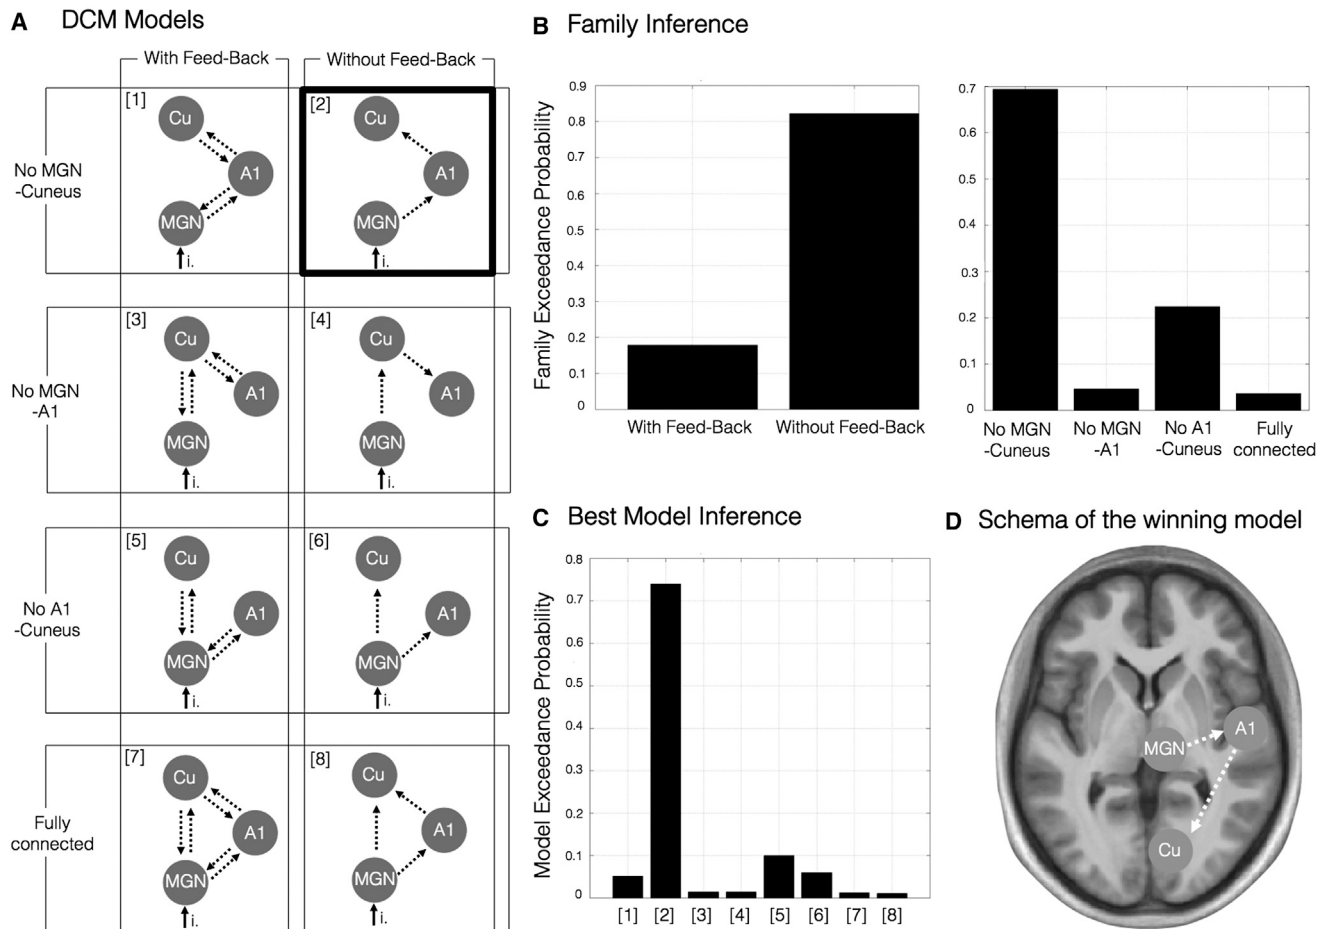 A DCM Models
With Feed-Back
Without Feed-Back
No MGN
-Cuneus
[1]
Cu
A1
MGN
i.
[2]
Cu
A1
MGN
i.
No MGN
-A1
[3]
Cu
A1
MGN
i.
[4]
Cu
A1
MGN
i.
No A1
-Cuneus
[5]
Cu
A1
MGN
i.
[6]
Cu
A1
MGN
i.
Fully
connected
[7]
Cu
A1
MGN
i.
[8]
Cu
A1
MGN
i.
B Family Inference
Family Exceedance Probability
0.9
0.8
0.7
0.6
0.5
0.4
0.3
0.2
0.1
0
With Feed-Back
Without Feed-Back
0.7
0.6
0.5
0.4
0.3
0.2
0.1
0
No MGN
-Cuneus
No MGN
-A1
No A1
-Cuneus
Fully
connected
C Best Model Inference
Model Exceedance Probability
0.8
0.7
0.6
0.5
0.4
0.3
0.2
0.1
0
[1] [2] [3] [4] [5] [6] [7] [8]
D Schema of the winning model
A1
MGN
Cu